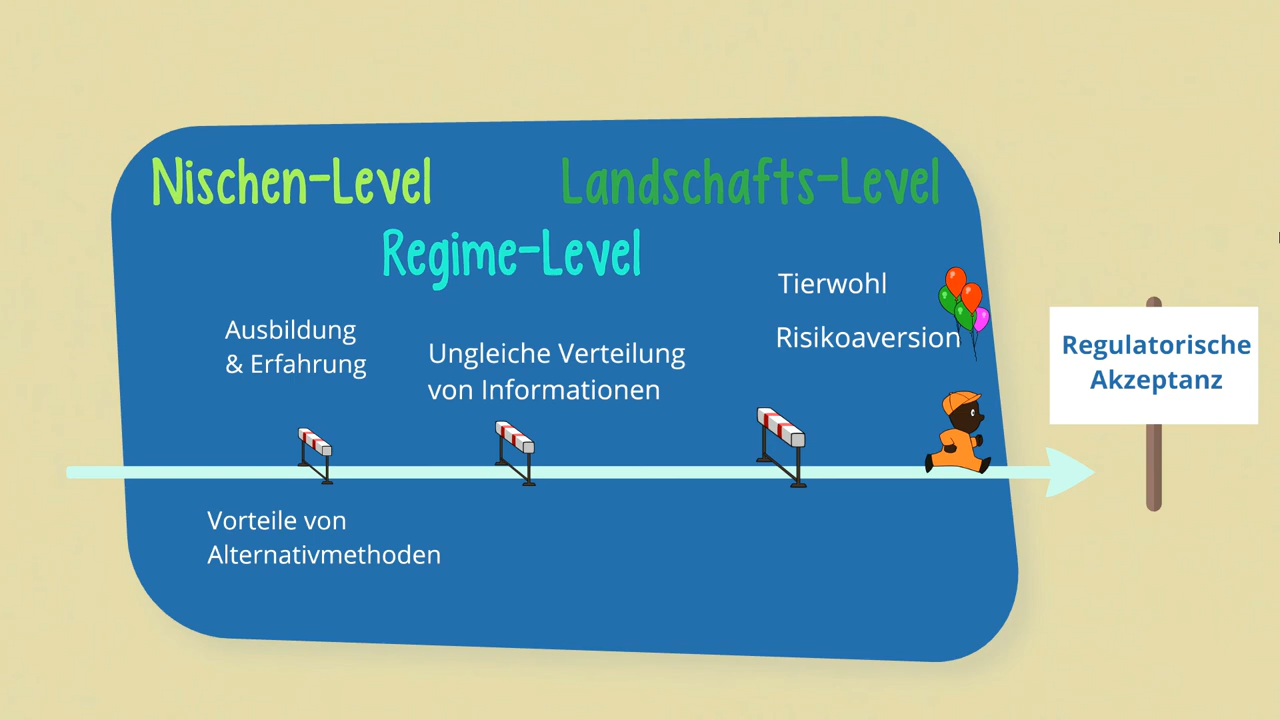 Nischen-Level
Landschafts-Level
Regime-Level
Tierwohl
Risikoaversion
Ausbildung
& Erfahrung
Ungleiche Verteilung
von Informationen
Regulatorische
Akzeptanz
Vorteile von
Alternativmethoden